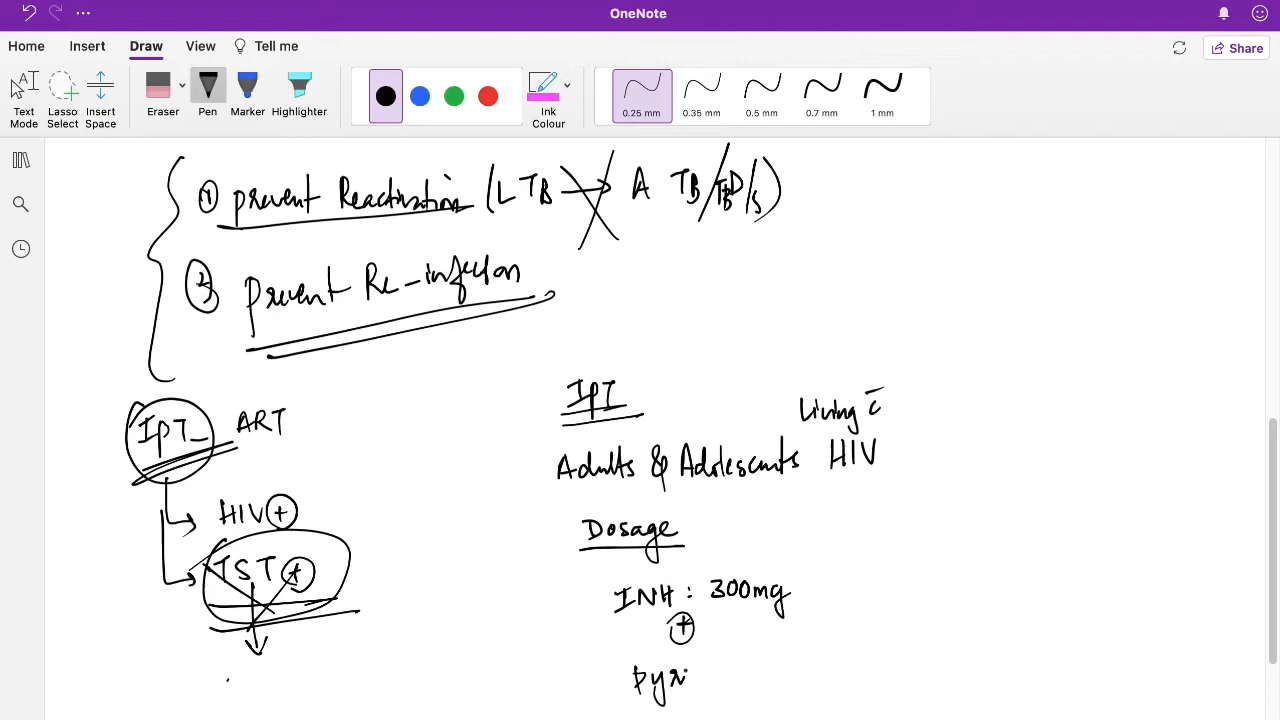 OneNote
Home Insert Draw View Tell me
Share
Text Mode
Lasso Select
Insert Space
Eraser
Pen
Marker
Highlighter
Ink Colour
0.25 mm
0.35 mm
0.5 mm
0.7 mm
1 mm
1 prevent Reactivation (LTB → A TB/TBD/s)
2 prevent Re-infection
IPT ART
HIV +
TST +
IPT
Living c̄
Adults & Adolescents HIV
Dosage
INH : 300mg
+
pyri